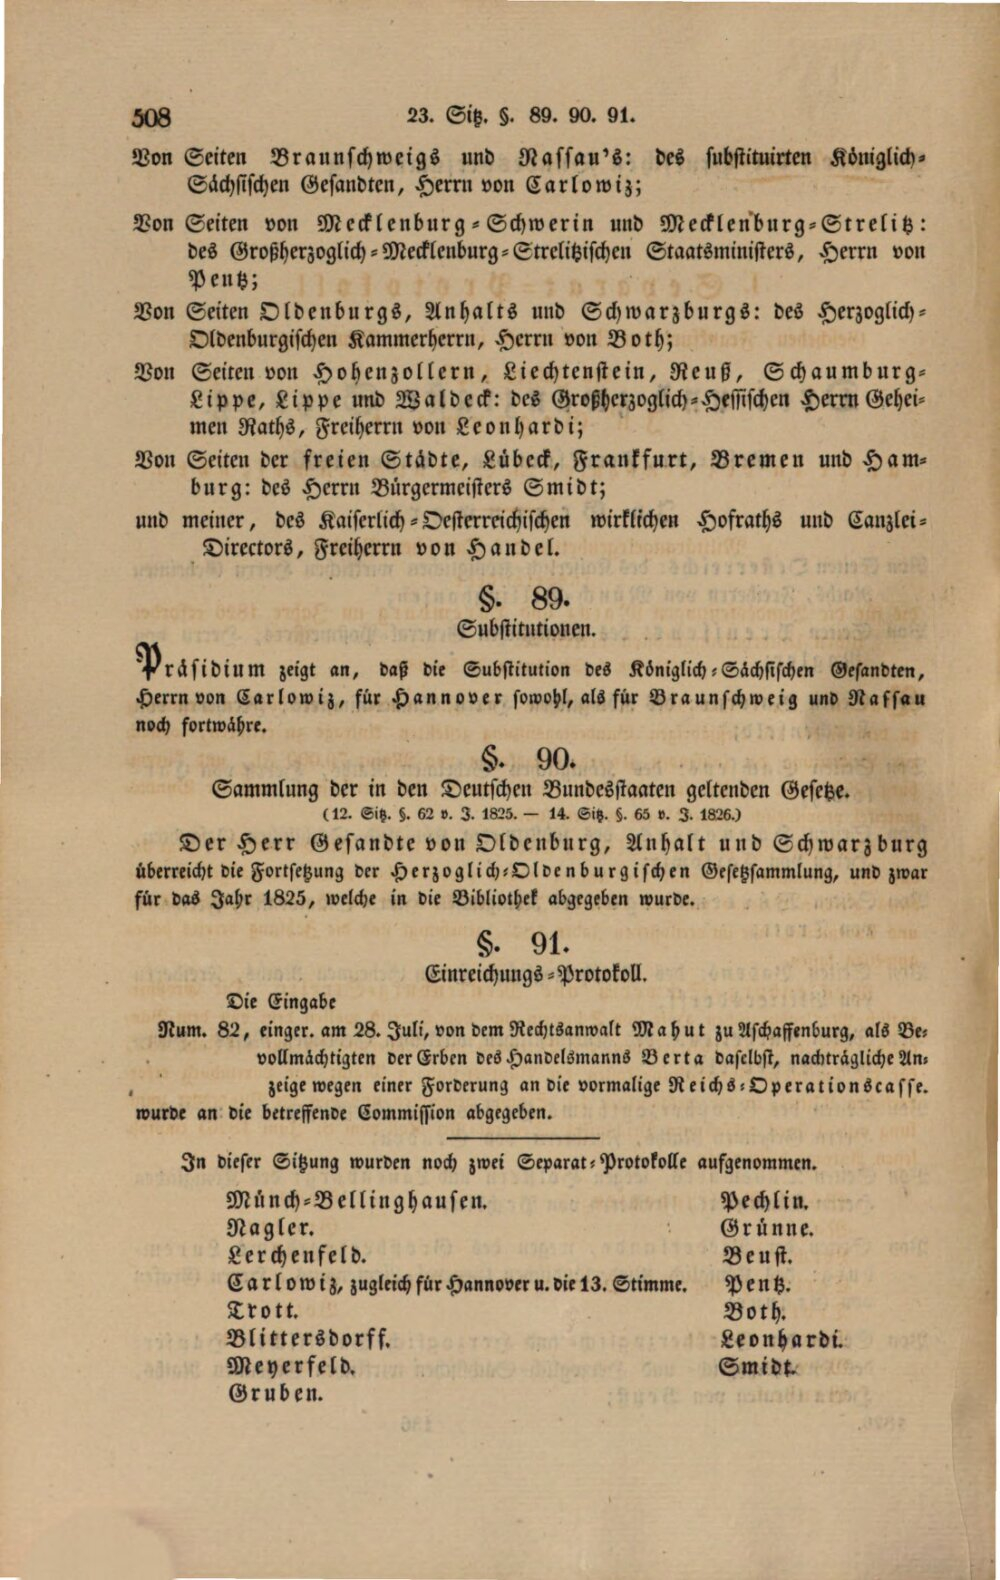 508
23. Sitz. §. 89. 90. 91.
Von Seiten Braunschweigs und Nassau's: des substituirten Königlich-
Sächsischen Gesandten, Herrn von Carlowiz;
Von Seiten von Mecklenburg-Schwerin und Mecklenburg-Strelitz:
des Großherzoglich-Mecklenburg-Strelitzischen Staatsministers, Herrn von
Pentz;
Von Seiten Oldenburgs, Anhalts und Schwarzburgs: des Herzoglich-
Oldenburgischen Kammerherrn, Herrn von Both;
Von Seiten von Hohenzollern, Liechtenstein, Reuß, Schaumburg-
Lippe, Lippe und Waldeck: des Großherzoglich-Hessischen Herrn Gehei-
men Raths, Freiherrn von Leonhardi;
Von Seiten der freien Städte, Lübeck, Frankfurt, Bremen und Ham-
burg: des Herrn Bürgermeisters Smidt;
und meiner, des Kaiserlich-Oesterreichischen wirklichen Hofraths und Canzlei-
Directors, Freiherrn von Handel.
§. 89.
Substitutionen.
Präsidium zeigt an, daß die Substitution des Königlich-Sächsischen Gesandten,
Herrn von Carlowiz, für Hannover sowohl, als für Braunschweig und Nassau
noch fortwähre.
§. 90.
Sammlung der in den Deutschen Bundesstaaten geltenden Gesetze.
(12. Sitz. §. 62 v. J. 1825. — 14. Sitz. §. 65 v. J. 1826.)
Der Herr Gesandte von Oldenburg, Anhalt und Schwarzburg
überreicht die Fortsetzung der Herzoglich-Oldenburgischen Gesetzsammlung, und zwar
für das Jahr 1825, welche in die Bibliothek abgegeben wurde.
§. 91.
Einreichungs-Protokoll.
Die Eingabe
Num. 82, einger. am 28. Juli, von dem Rechtsanwalt Mahut zu Aschaffenburg, als Be-
vollmächtigten der Erben des Handelsmanns Berta daselbst, nachträgliche An-
zeige wegen einer Forderung an die vormalige Reichs-Operationscasse.
wurde an die betreffende Commission abgegeben.
In dieser Sitzung wurden noch zwei Separat-Protokolle aufgenommen.
Münch-Bellinghausen.
Nagler.
Lerchenfeld.
Carlowiz, zugleich für Hannover u. die 13. Stimme.
Trott.
Blittersdorff.
Meyerfeld.
Gruben.
Pechlin.
Grünne.
Beust.
Pentz.
Both.
Leonhardi.
Smidt.